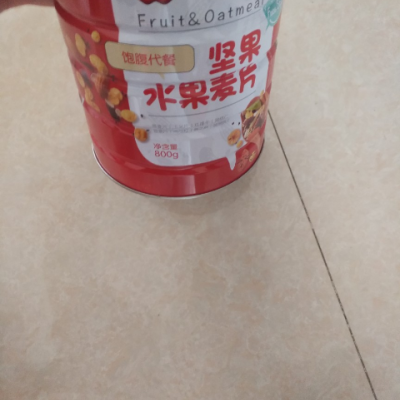 Fruit&Oatmeal
饱腹代餐
坚果
水果麦片
净含量
800g